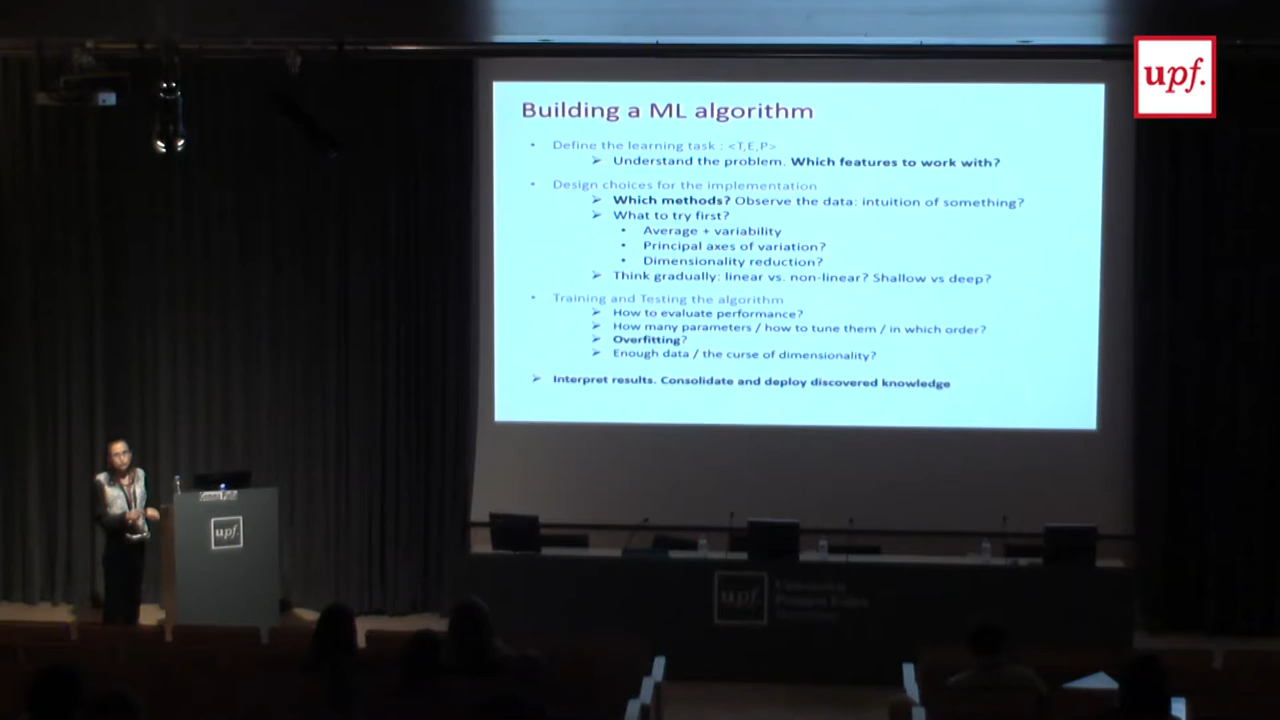 upf.
Building a ML algorithm
• Define the learning task : <T,E,P>
➢ Understand the problem. Which features to work with?
• Design choices for the implementation
➢ Which methods? Observe the data: intuition of something?
➢ What to try first?
• Average + variability
• Principal axes of variation?
• Dimensionality reduction?
➢ Think gradually: linear vs. non-linear? Shallow vs deep?
• Training and Testing the algorithm
➢ How to evaluate performance?
➢ How many parameters / how to tune them / in which order?
➢ Overfitting?
➢ Enough data / the curse of dimensionality?
➢ Interpret results. Consolidate and deploy discovered knowledge
upf.
upf.